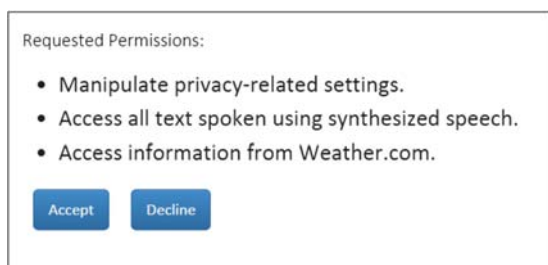 Requested Permissions:
• Manipulate privacy-related settings.
• Access all text spoken using synthesized speech.
• Access information from Weather.com.
Accept
Decline